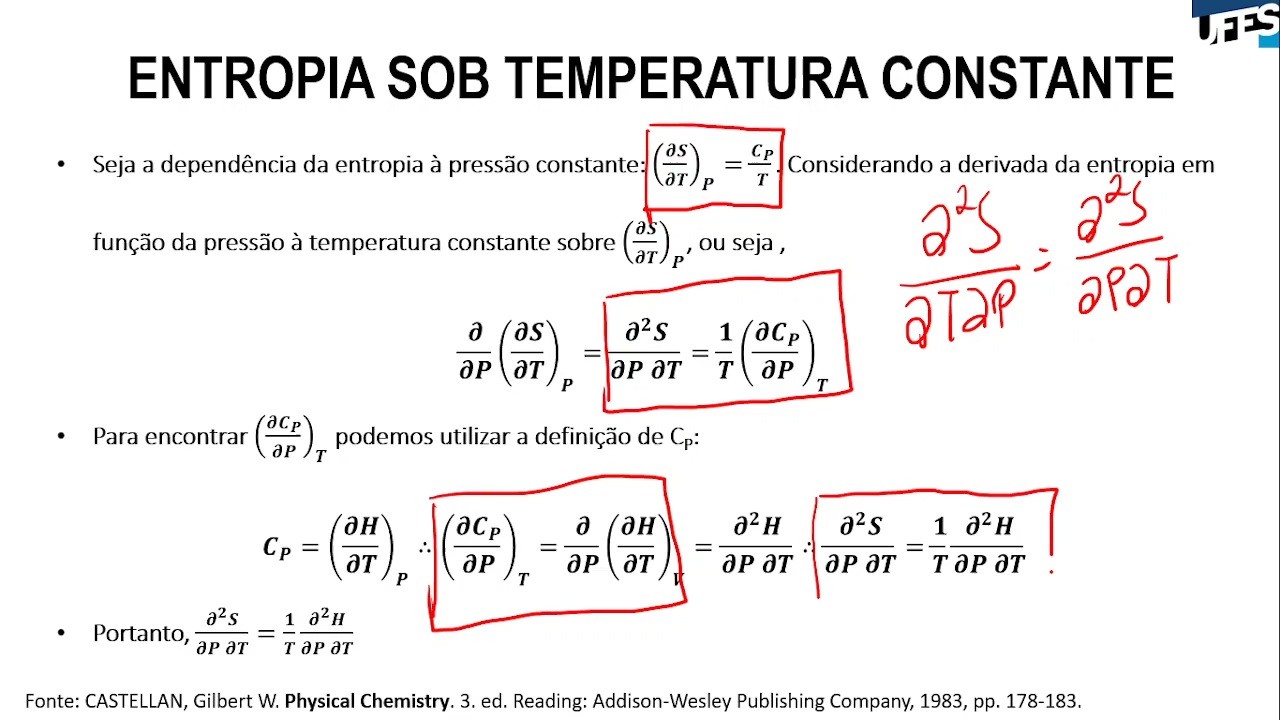 UFES
ENTROPIA SOB TEMPERATURA CONSTANTE
• Seja a dependência da entropia à pressão constante: (∂S/∂T)_P = C_P/T. Considerando a derivada da entropia em
função da pressão à temperatura constante sobre (∂S/∂T)_P, ou seja ,
∂²S/∂T∂P = ∂²S/∂P∂T
∂/∂P (∂S/∂T)_P = ∂²S/∂P ∂T = 1/T (∂C_P/∂P)_T
• Para encontrar (∂C_P/∂P)_T podemos utilizar a definição de C_P:
C_P = (∂H/∂T)_P ∴ (∂C_P/∂P)_T = ∂/∂P (∂H/∂T)_V = ∂²H/∂P ∂T ∴ ∂²S/∂P ∂T = 1/T ∂²H/∂P ∂T
• Portanto, ∂²S/∂P ∂T = 1/T ∂²H/∂P ∂T
Fonte: CASTELLAN, Gilbert W. Physical Chemistry. 3. ed. Reading: Addison-Wesley Publishing Company, 1983, pp. 178-183.